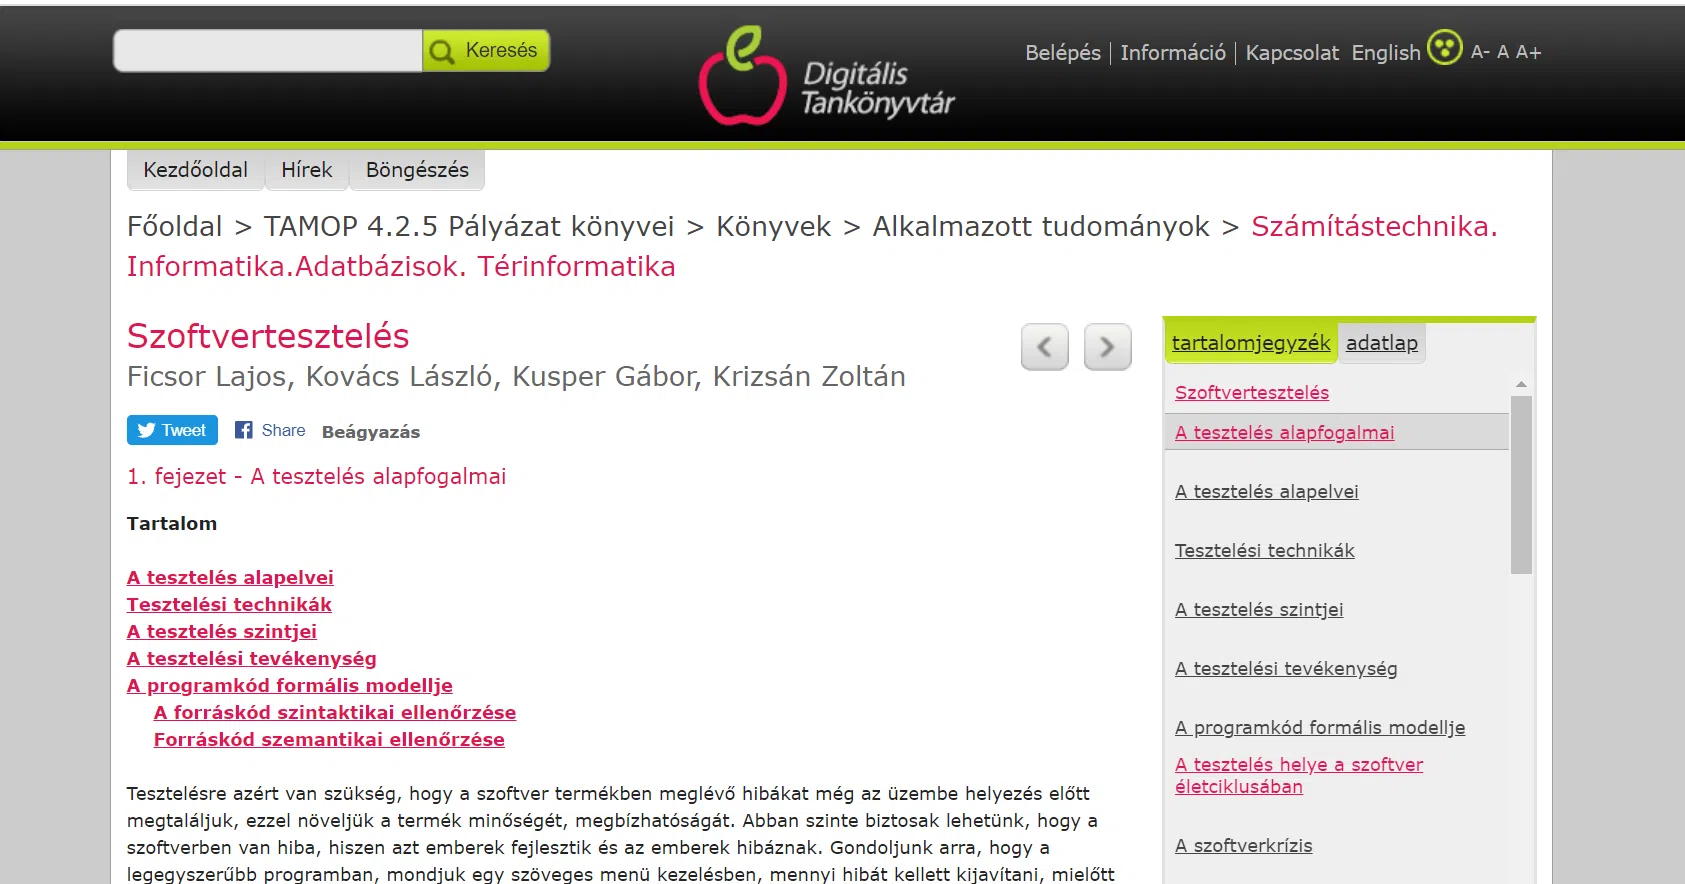 Keresés
Digitális
Tankönyvtár
Belépés | Információ | Kapcsolat English A- A A+
Kezdőoldal Hírek Böngészés
Főoldal > TAMOP 4.2.5 Pályázat könyvei > Könyvek > Alkalmazott tudományok > Számítástechnika.
Informatika.Adatbázisok. Térinformatika
Szoftvertesztelés
Ficsor Lajos, Kovács László, Kusper Gábor, Krizsán Zoltán
Tweet Share Beágyazás
1. fejezet - A tesztelés alapfogalmai
Tartalom
A tesztelés alapelvei
Tesztelési technikák
A tesztelés szintjei
A tesztelési tevékenység
A programkód formális modellje
A forráskód szintaktikai ellenőrzése
Forráskód szemantikai ellenőrzése
Tesztelésre azért van szükség, hogy a szoftver termékben meglévő hibákat még az üzembe helyezés előtt
megtaláljuk, ezzel növeljük a termék minőségét, megbízhatóságát. Abban szinte biztosak lehetünk, hogy a
szoftverben van hiba, hiszen azt emberek fejlesztik és az emberek hibáznak. Gondoljunk arra, hogy a
legegyszerűbb programban, mondjuk egy szöveges menü kezelésben, mennyi hibát kellett kijavítani, mielőtt
tartalomjegyzék adatlap
Szoftvertesztelés
A tesztelés alapfogalmai
A tesztelés alapelvei
Tesztelési technikák
A tesztelés szintjei
A tesztelési tevékenység
A programkód formális modellje
A tesztelés helye a szoftver
életciklusában
A szoftverkrízis